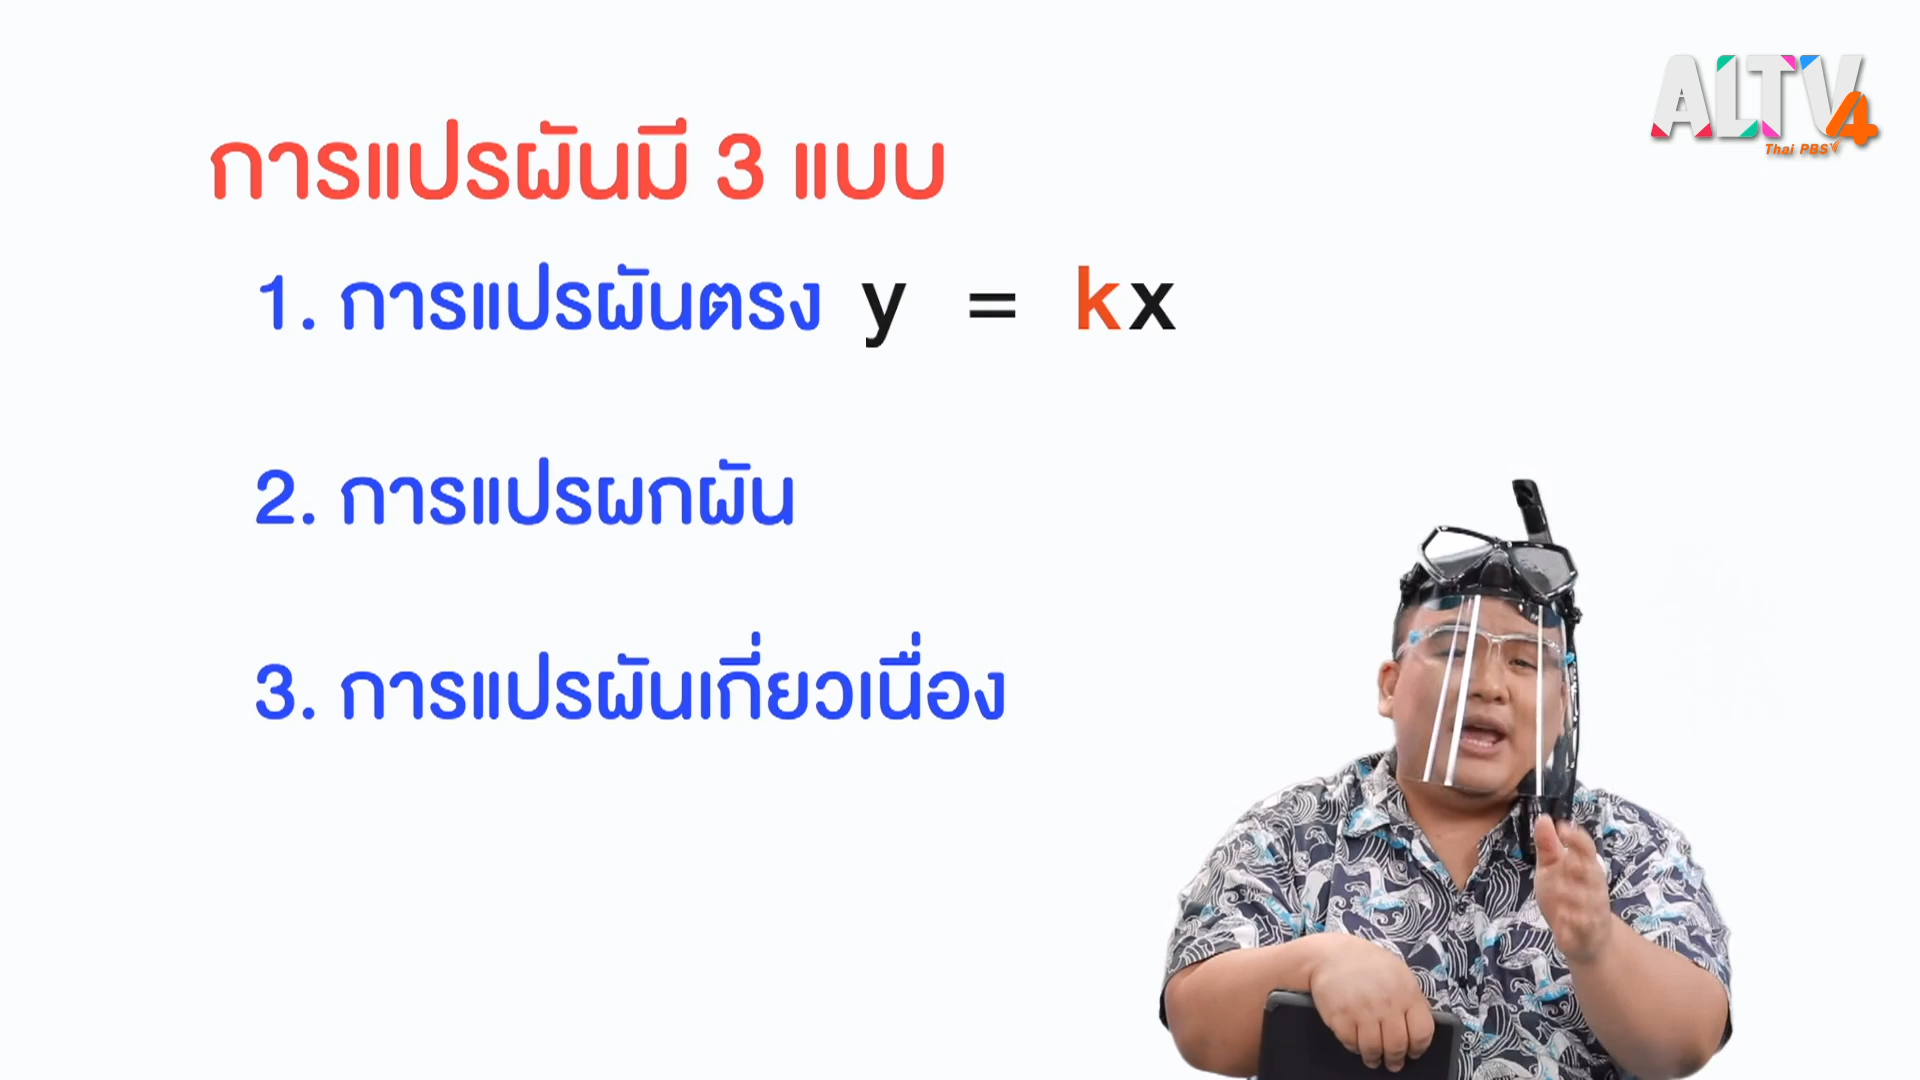 ALTV4
Thai PBS
การแปรผันมี 3 แบบ
1. การแปรผันตรง y = kx
2. การแปรผกผัน
3. การแปรผันเกี่ยวเนื่อง